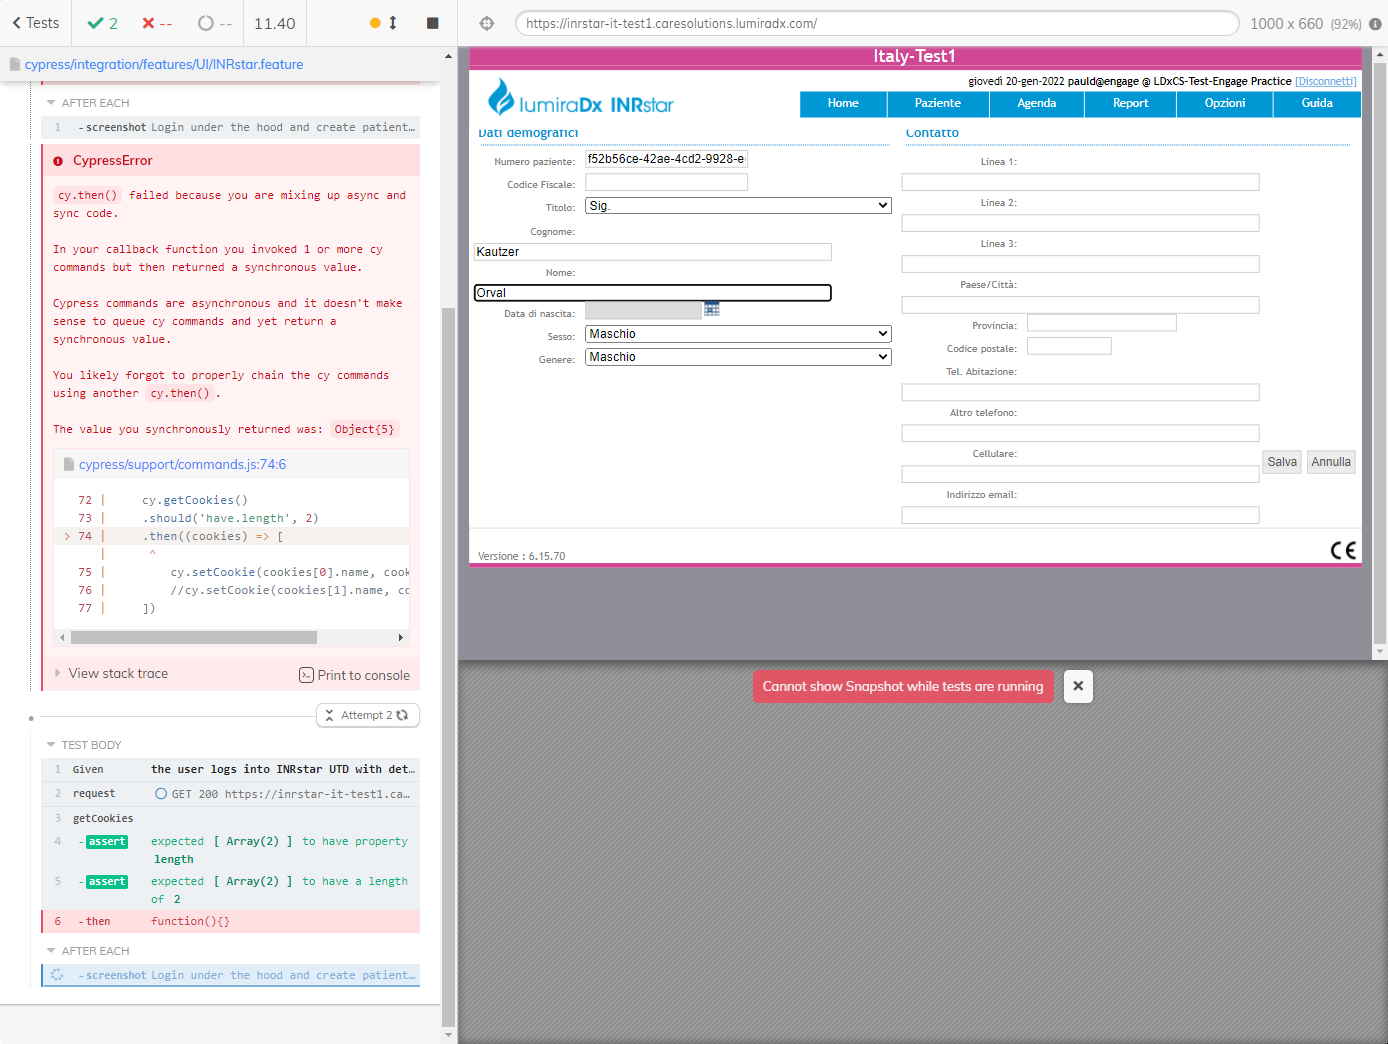 Tests
2
--
--
11.40
https://inrstar-it-test1.caresolutions.lumiradx.com/
1000 x 660 (92%)
cypress/integration/features/UI/INRstar.feature
AFTER EACH
1 -screenshot Login under the hood and create patient…
CypressError
cy.then() failed because you are mixing up async and
sync code.
In your callback function you invoked 1 or more cy
commands but then returned a synchronous value.
Cypress commands are asynchronous and it doesn't make
sense to queue cy commands and yet return a
synchronous value.
You likely forgot to properly chain the cy commands
using another cy.then().
The value you synchronously returned was: Object{5}
cypress/support/commands.js:74:6
72 | cy.getCookies()
73 | .should('have.length', 2)
> 74 | .then((cookies) => [
| ^
75 | cy.setCookie(cookies[0].name, cook
76 | //cy.setCookie(cookies[1].name, co
77 | ])
View stack trace
Print to console
Attempt 2
TEST BODY
1 Given the user logs into INRstar UTD with det…
2 request GET 200 https://inrstar-it-test1.ca…
3 getCookies
4 -assert expected [ Array(2) ] to have property
length
5 -assert expected [ Array(2) ] to have a length
of 2
6 -then function(){}
AFTER EACH
-screenshot Login under the hood and create patient…
Italy-Test1
giovedì 20-gen-2022 pauld@engage @ LDxCS-Test-Engage Practice [Disconnetti]
lumiraDx INRstar
Home Paziente Agenda Report Opzioni Guida
Dati demografici
Numero paziente: f52b56ce-42ae-4cd2-9928-e
Codice Fiscale:
Titolo: Sig.
Cognome:
Kautzer
Nome:
Orval
Data di nascita:
Sesso: Maschio
Genere: Maschio
Contatto
Linea 1:
Linea 2:
Linea 3:
Paese/Città:
Provincia:
Codice postale:
Tel. Abitazione:
Altro telefono:
Cellulare:
Indirizzo email:
Salva Annulla
Versione : 6.15.70
CE
Cannot show Snapshot while tests are running